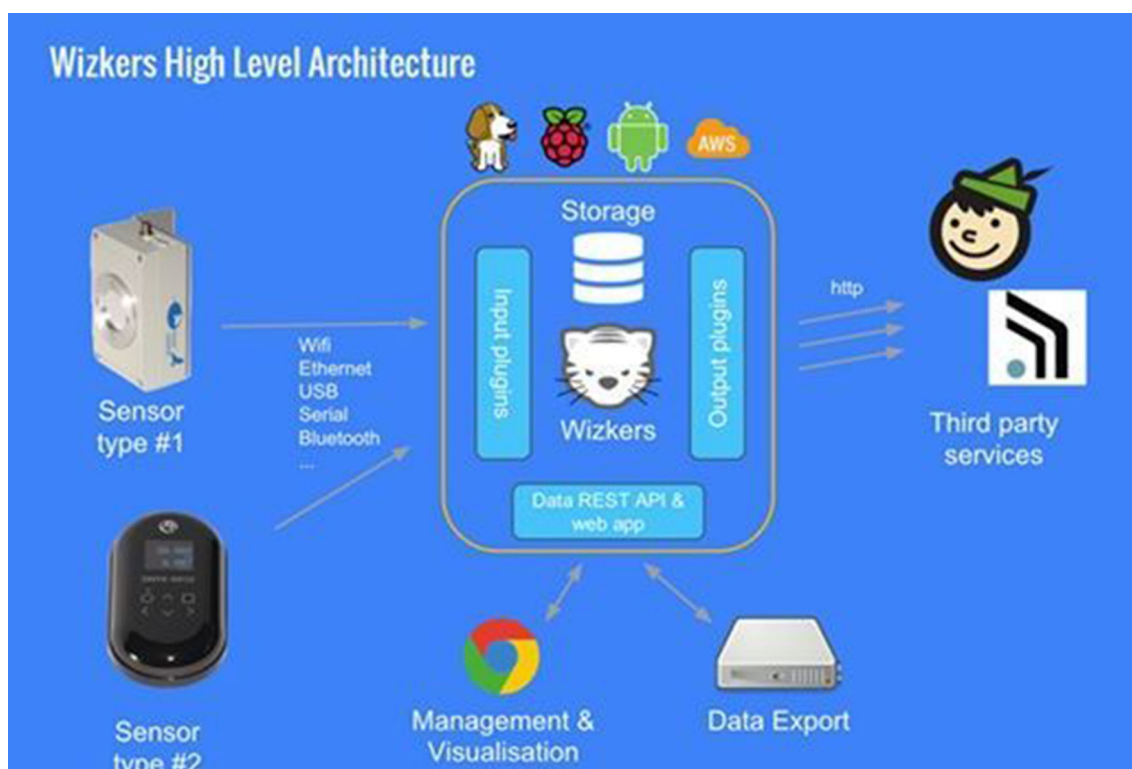 Wizkers High Level Architecture
AWS
Storage
Input plugins
Output plugins
Wizkers
Data REST API &
web app
Wifi
Ethernet
USB
Serial
Bluetooth
...
http
Sensor
type #1
Sensor
type #2
Third party
services
Management &
Visualisation
Data Export